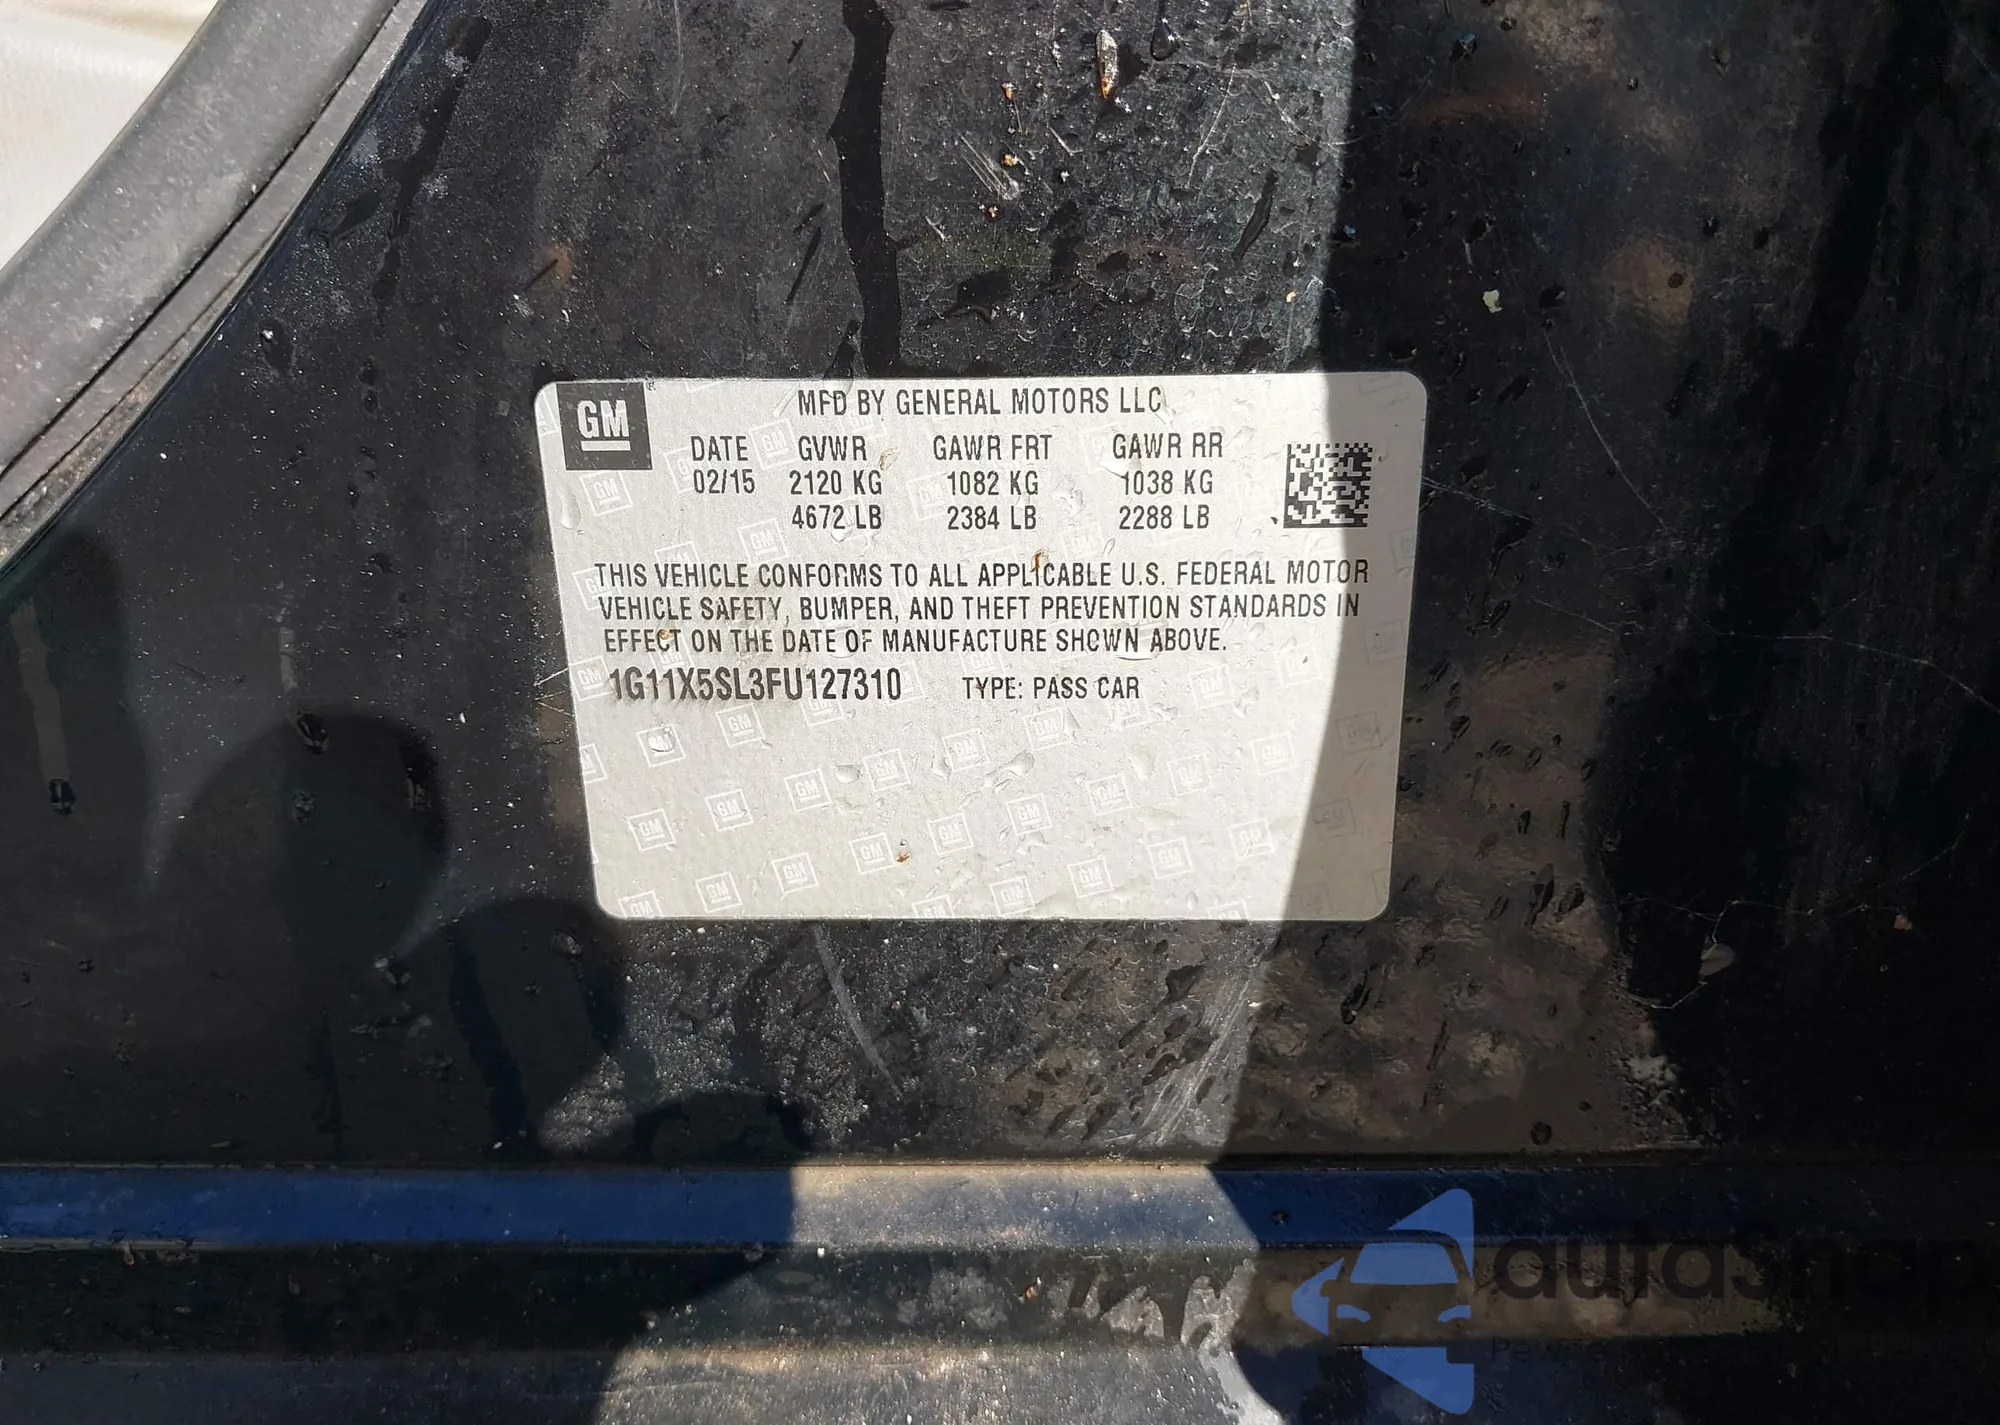 GM
MFD BY GENERAL MOTORS LLC
DATE GVWR GAWR FRT GAWR RR
02/15 2120 KG 1082 KG 1038 KG
4672 LB 2384 LB 2288 LB
THIS VEHICLE CONFORMS TO ALL APPLICABLE U.S. FEDERAL MOTOR
VEHICLE SAFETY, BUMPER, AND THEFT PREVENTION STANDARDS IN
EFFECT ON THE DATE OF MANUFACTURE SHOWN ABOVE.
1G11X5SL3FU127310 TYPE: PASS CAR
autaSnap